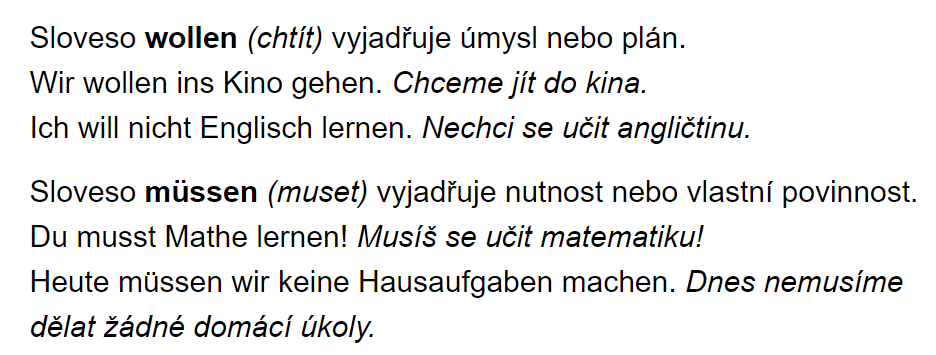 Sloveso wollen (chtít) vyjadřuje úmysl nebo plán.
Wir wollen ins Kino gehen. Chceme jít do kina.
Ich will nicht Englisch lernen. Nechci se učit angličtinu.
Sloveso müssen (muset) vyjadřuje nutnost nebo vlastní povinnost.
Du musst Mathe lernen! Musíš se učit matematiku!
Heute müssen wir keine Hausaufgaben machen. Dnes nemusíme
dělat žádné domácí úkoly.